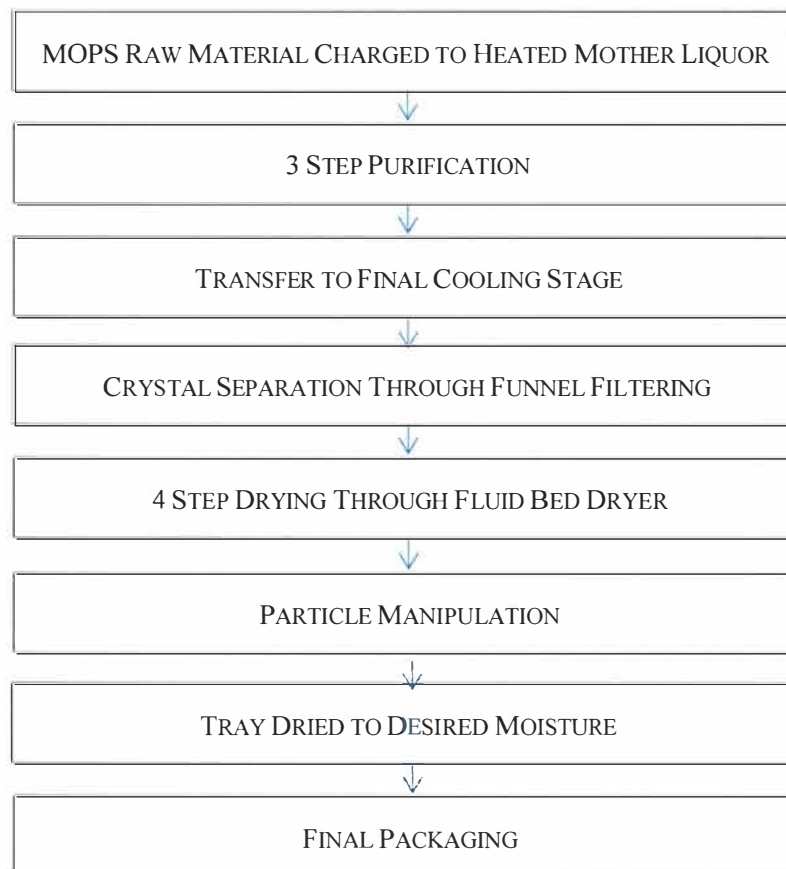 MOPS RAW MATERIAL CHARGED TO HEATED MOTHER LIQUOR
3 STEP PURIFICATION
TRANSFER TO FINAL COOLING STAGE
CRYSTAL SEPARATION THROUGH FUNNEL FILTERING
4 STEP DRYING THROUGH FLUID BED DRYER
PARTICLE MANIPULATION
TRAY DRIED TO DESIRED MOISTURE
FINAL PACKAGING